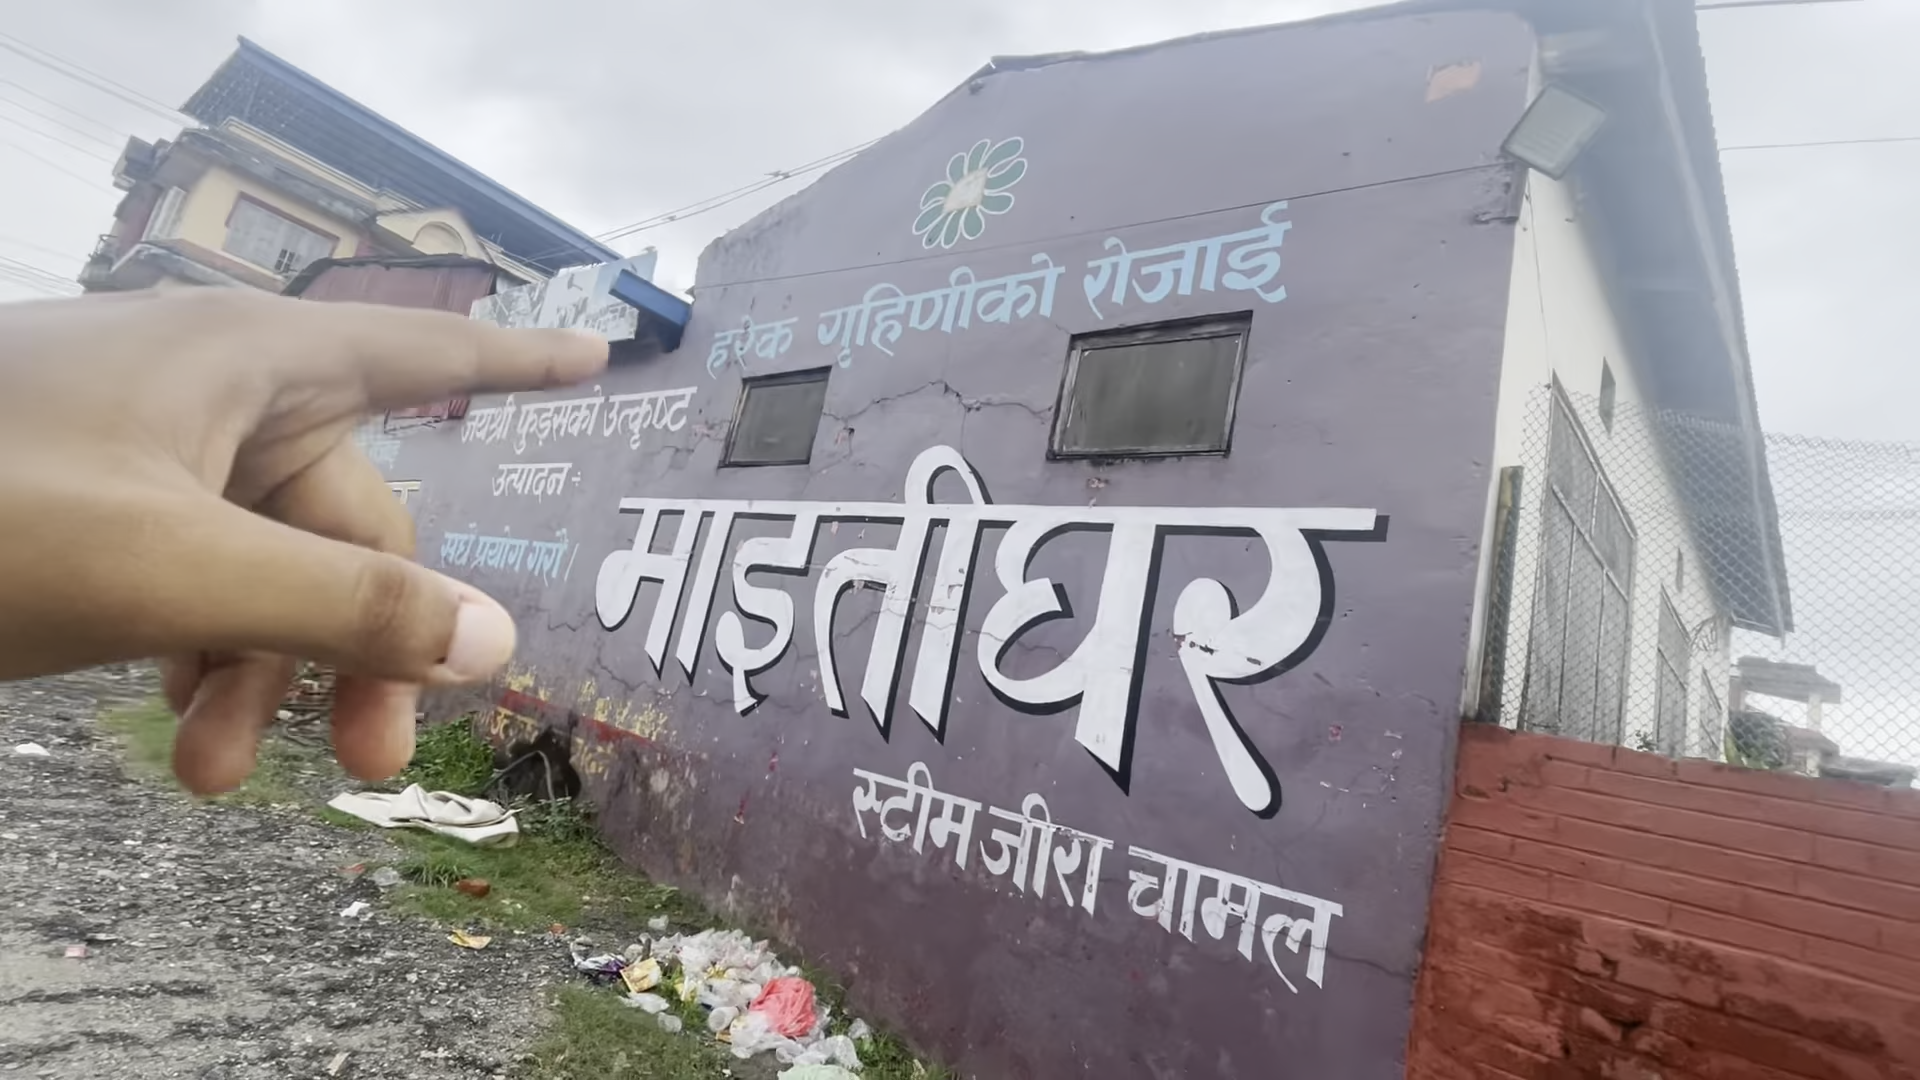 हरेक गृहिणीको रोजाई
जयश्री फुड्सको उत्कृष्ट
उत्पादन ÷
सधैं प्रयोग गरौं ।
माइतीघर
स्टीम जीरा चामल